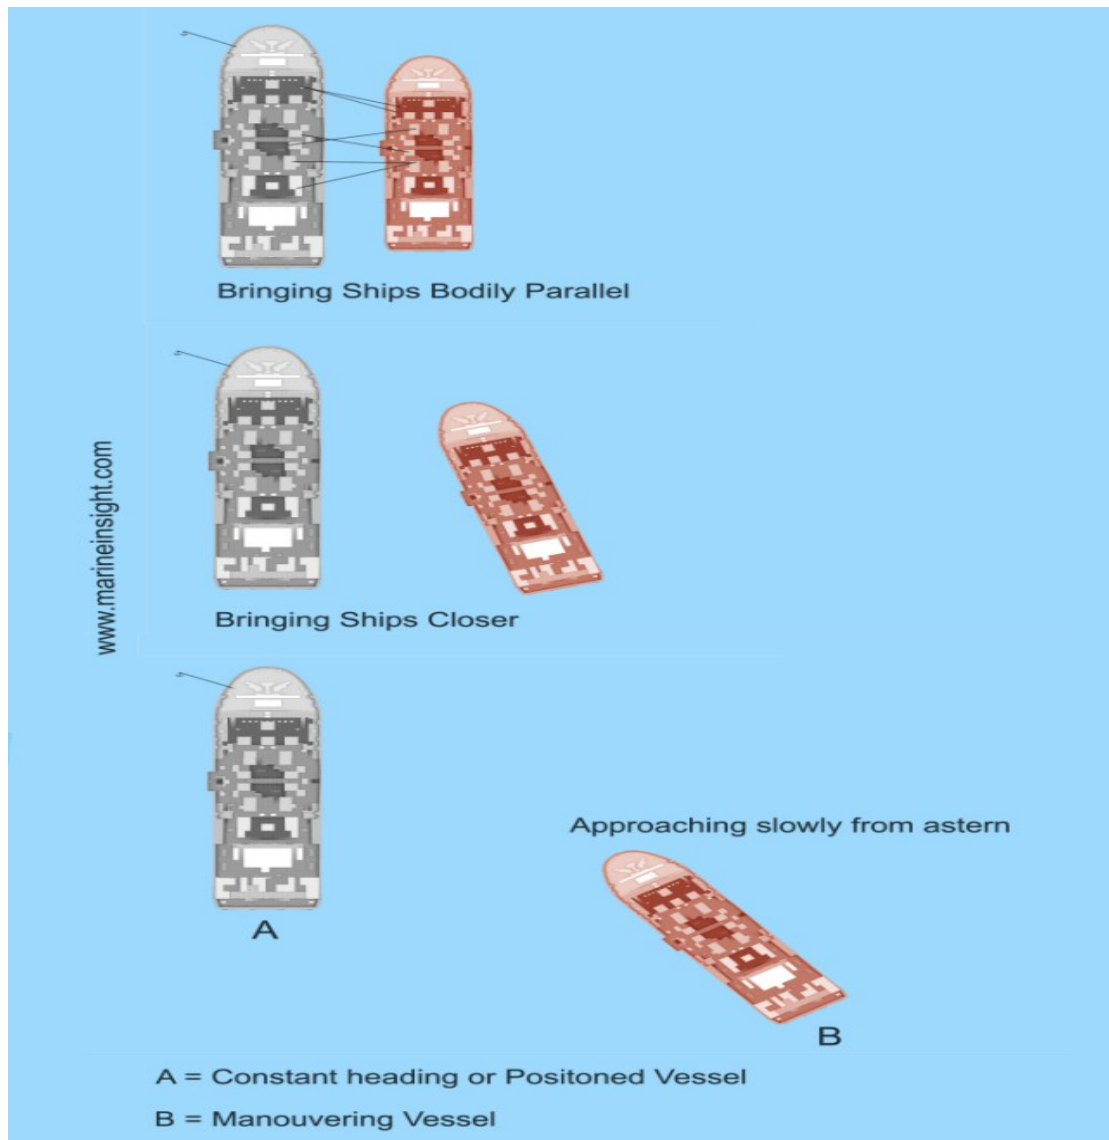 Bringing Ships Bodily Parallel
www.marineinsight.com
Bringing Ships Closer
Approaching slowly from astern
A
B
A = Constant heading or Positoned Vessel
B = Manouvering Vessel